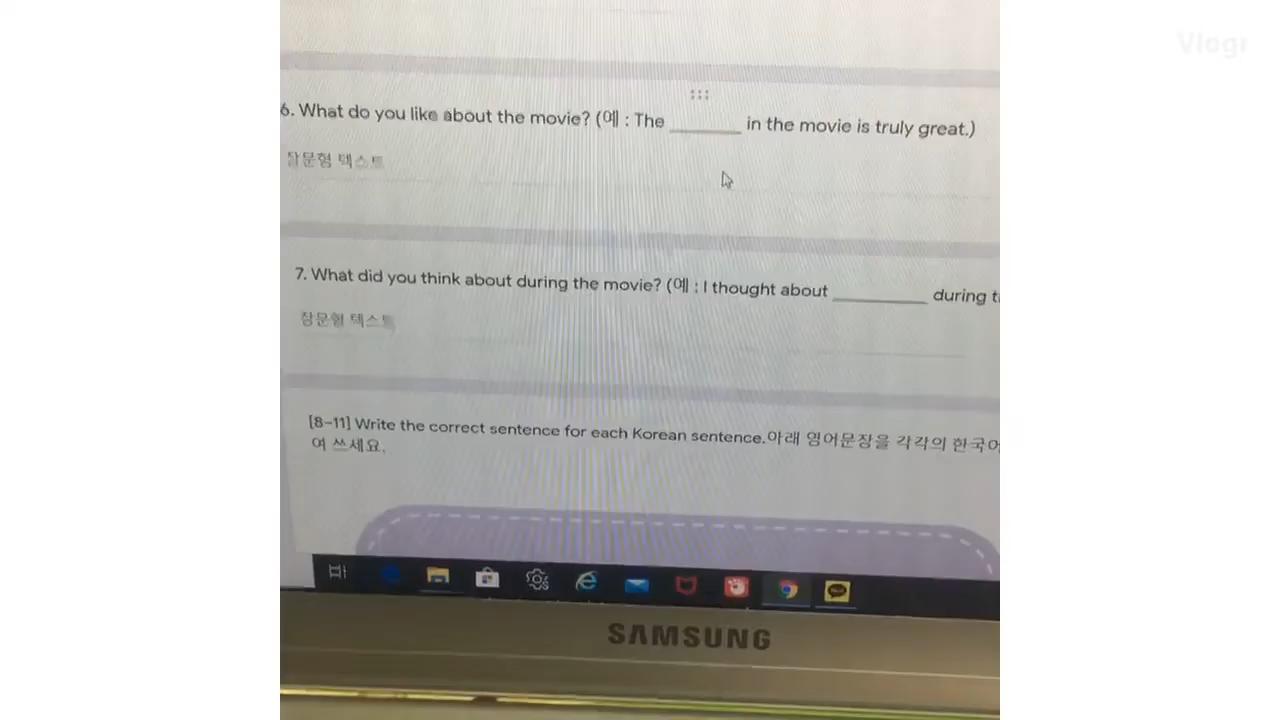 Vlogr
6. What do you like about the movie? (예 : The ________ in the movie is truly great.)
장문형 텍스트
7. What did you think about during the movie? (예 : I thought about __________ during t
장문형 텍스트
[8-11] Write the correct sentence for each Korean sentence.아래 영어문장을 각각의 한국어
여 쓰세요.
SAMSUNG